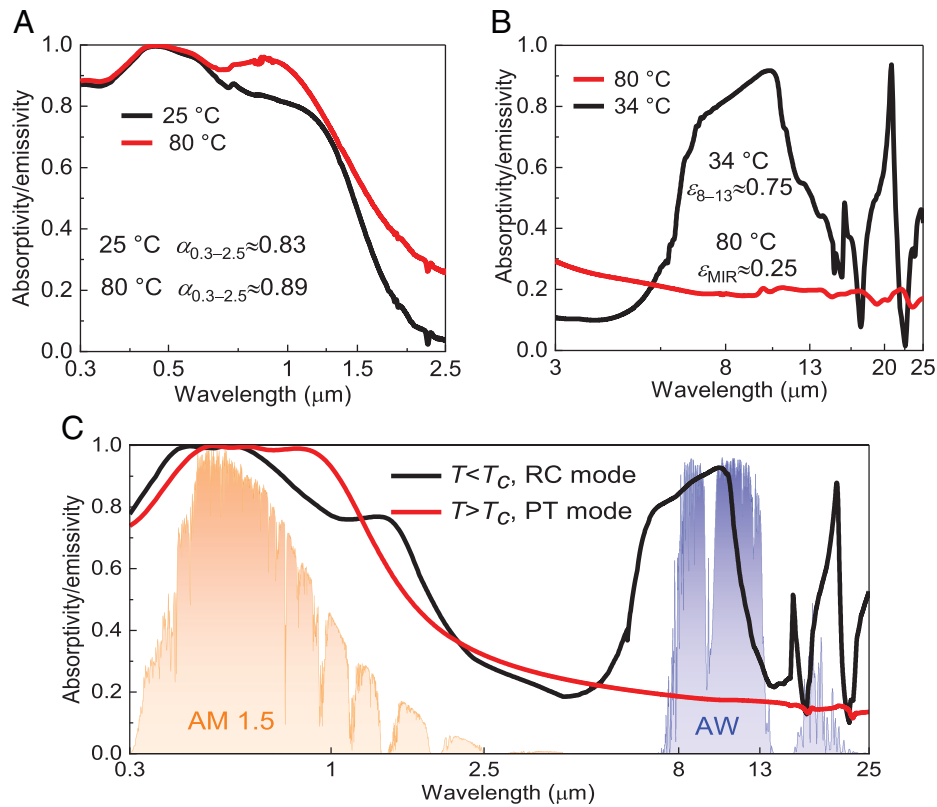 A
Absorptivity/emissivity
1.0
0.8
0.6
0.4
0.2
0.0
25 °C
80 °C
25 °C α0.3–2.5≈0.83
80 °C α0.3–2.5≈0.89
0.3 0.5 1 1.5 2.5
Wavelength (μm)
B
Absorptivity/emissivity
1.0
0.8
0.6
0.4
0.2
0.0
80 °C
34 °C
34 °C
ε8–13≈0.75
80 °C
εMIR≈0.25
3 8 13 20 25
Wavelength (μm)
C
Absorptivity/emissivity
1.0
0.8
0.6
0.4
0.2
0.0
T<Tc, RC mode
T>Tc, PT mode
AM 1.5
AW
0.3 1 2.5 8 13 25
Wavelength (μm)